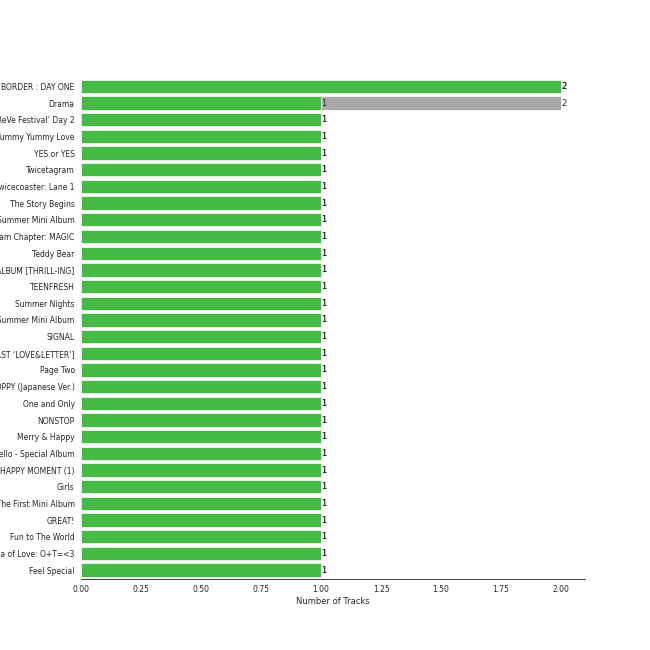 BORDER : DAY ONE 2
Drama 1 2
ReVe Festival’ Day 2 1
Yummy Yummy Love 1
YES or YES 1
Twicetagram 1
wicecoaster: Lane 1 1
The Story Begins 1
Summer Mini Album 1
am Chapter: MAGIC 1
Teddy Bear 1
ALBUM [THRILL-ING] 1
TEENFRESH 1
Summer Nights 1
Summer Mini Album 1
SIGNAL 1
RST ‘LOVE&LETTER’] 1
Page Two 1
OPPY (Japanese Ver.) 1
One and Only 1
NONSTOP 1
Merry & Happy 1
ello - Special Album 1
HAPPY MOMENT (1) 1
Girls 1
The First Mini Album 1
GREAT! 1
Fun to The World 1
a of Love: O+T=<3 1
Feel Special 1
0.00 0.25 0.50 0.75 1.00 1.25 1.50 1.75 2.00
Number of Tracks